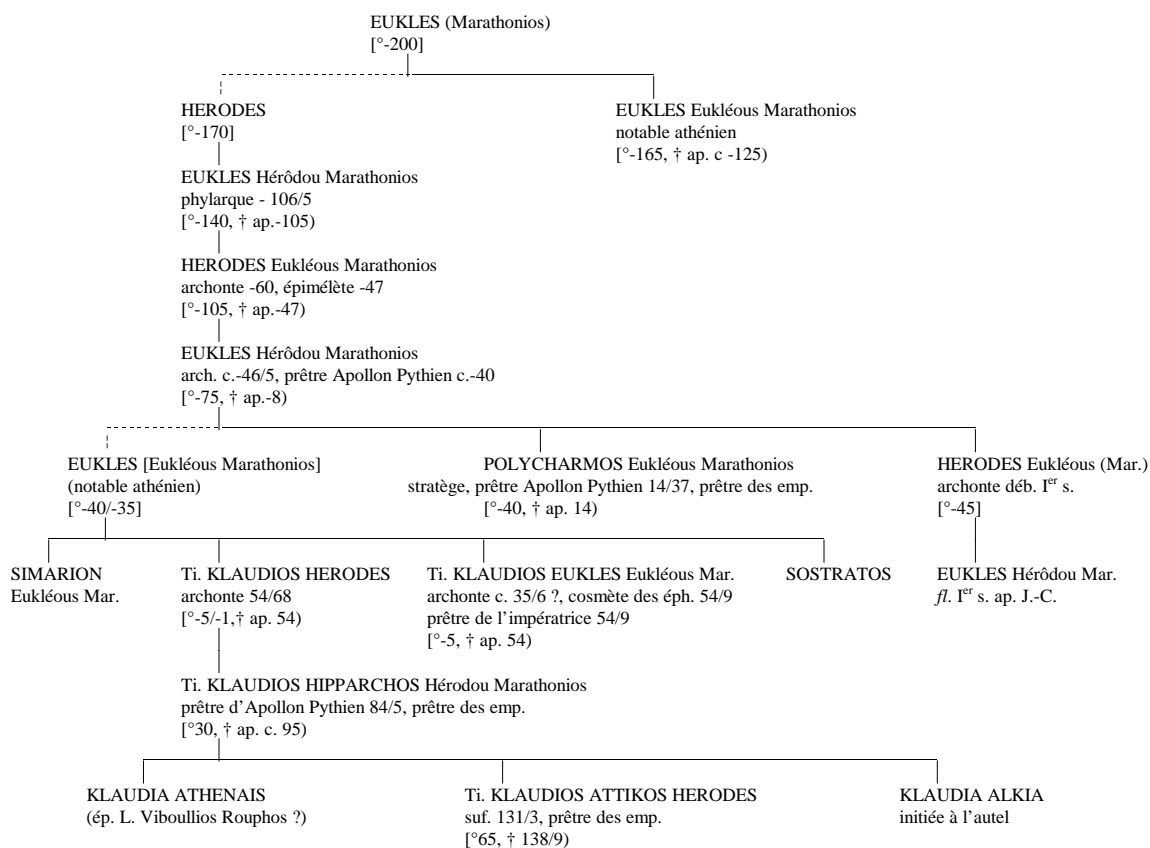 EUKLES (Marathonios)
[°-200]
HERODES
[°-170]
EUKLES Eukléous Marathonios
notable athénien
[°-165, † ap. c -125)
EUKLES Hérôdou Marathonios
phylarque - 106/5
[°-140, † ap.-105)
HERODES Eukléous Marathonios
archonte -60, épimélète -47
[°-105, † ap.-47)
EUKLES Hérôdou Marathonios
arch. c.-46/5, prêtre Apollon Pythien c.-40
[°-75, † ap.-8)
EUKLES [Eukléous Marathonios]
(notable athénien)
[°-40/-35]
POLYCHARMOS Eukléous Marathonios
stratège, prêtre Apollon Pythien 14/37, prêtre des emp.
[°-40, † ap. 14)
HERODES Eukléous (Mar.)
archonte déb. Ier s.
[°-45]
SIMARION
Eukléous Mar.
Ti. KLAUDIOS HERODES
archonte 54/68
[°-5/-1,† ap. 54)
Ti. KLAUDIOS EUKLES Eukléous Mar.
archonte c. 35/6 ?, cosmète des éph. 54/9
prêtre de l'impératrice 54/9
[°-5, † ap. 54)
SOSTRATOS
EUKLES Hérôdou Mar.
fl. Ier s. ap. J.-C.
Ti. KLAUDIOS HIPPARCHOS Hérodou Marathonios
prêtre d'Apollon Pythien 84/5, prêtre des emp.
[°30, † ap. c. 95)
KLAUDIA ATHENAIS
(ép. L. Viboullios Rouphos ?)
Ti. KLAUDIOS ATTIKOS HERODES
suf. 131/3, prêtre des emp.
[°65, † 138/9)
KLAUDIA ALKIA
initiée à l'autel